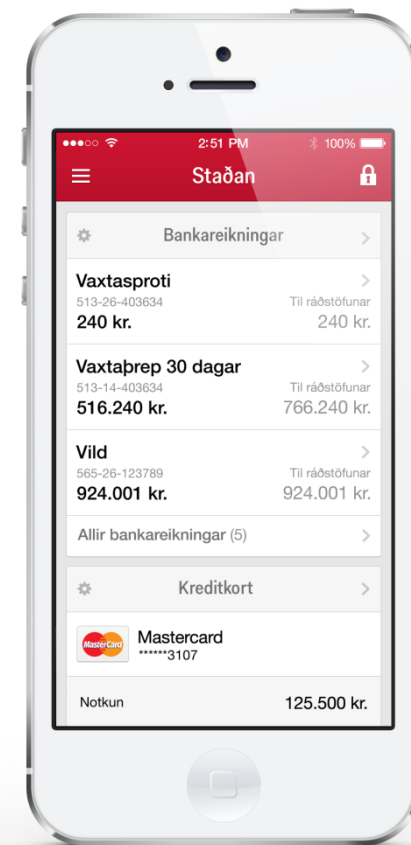 2:51 PM
100%
Staðan
Bankareikningar
Vaxtasproti
513-26-403634
Til ráðstöfunar
240 kr.
240 kr.
Vaxtaþrep 30 dagar
513-14-403634
Til ráðstöfunar
516.240 kr.
766.240 kr.
Vild
565-26-123789
Til ráðstöfunar
924.001 kr.
924.001 kr.
Allir bankareikningar (5)
Kreditkort
MasterCard
Mastercard
******3107
Notkun
125.500 kr.